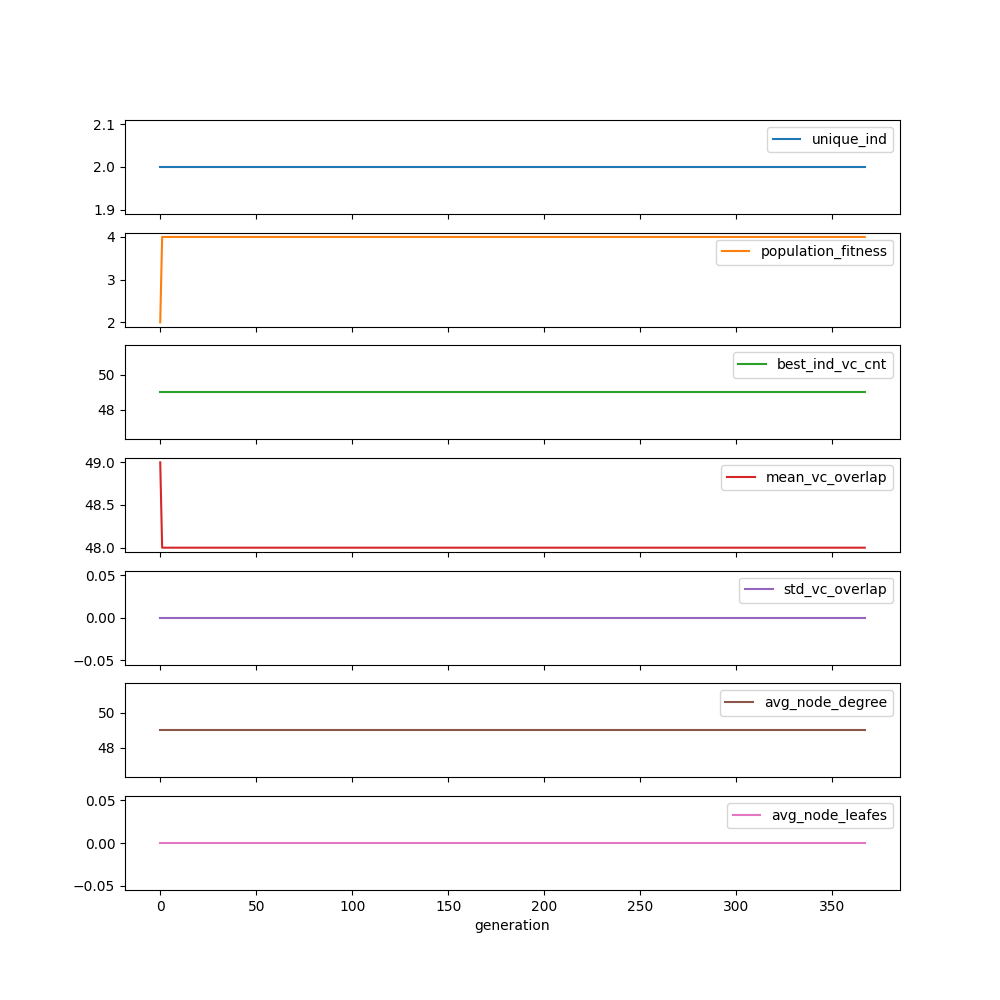 2.1
2.0
1.9
unique_ind
4
3
2
population_fitness
50
48
best_ind_vc_cnt
49.0
48.5
48.0
mean_vc_overlap
0.05
0.00
−0.05
std_vc_overlap
50
48
avg_node_degree
0.05
0.00
−0.05
avg_node_leafes
0 50 100 150 200 250 300 350
generation